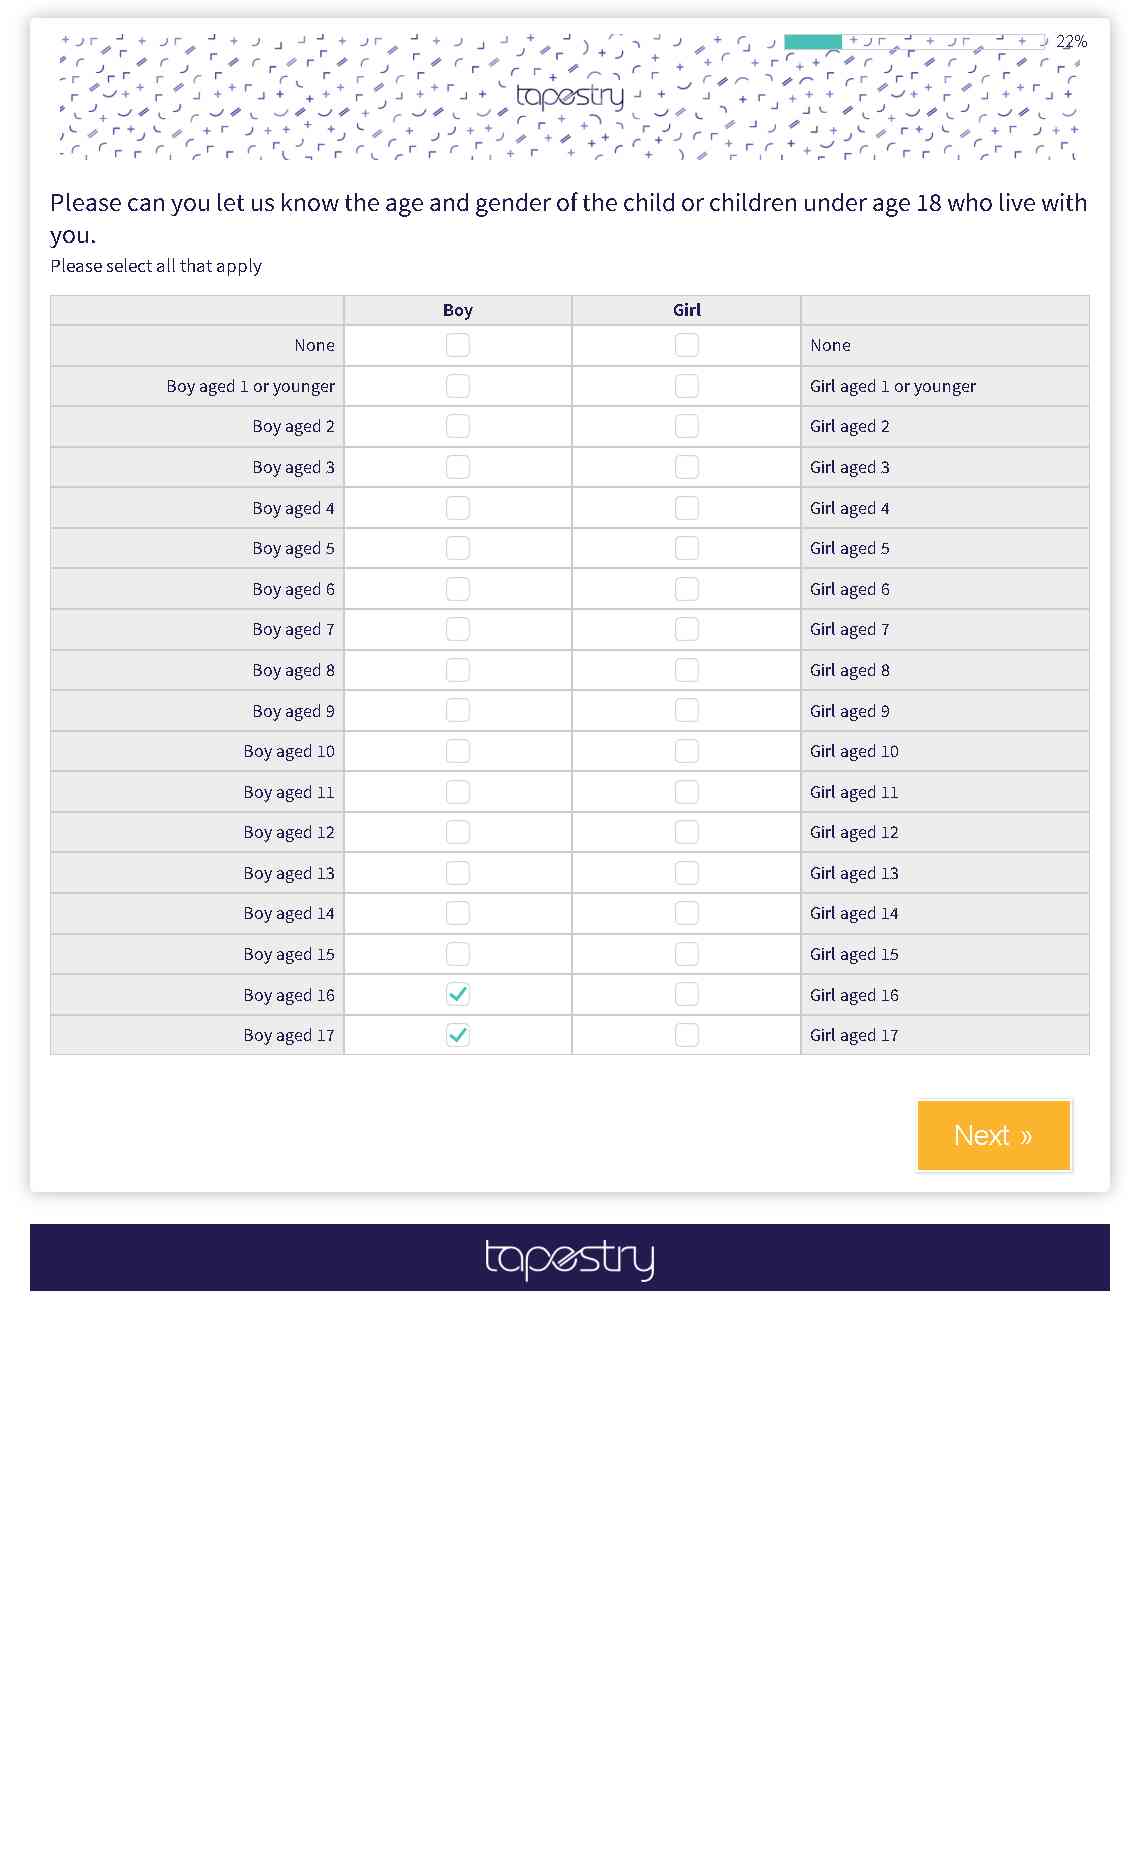 22%
tapestry
Please can you let us know the age and gender of the child or children under age 18 who live with
you.
Please select all that apply
Boy Girl
None None
Boy aged 1 or younger Girl aged 1 or younger
Boy aged 2 Girl aged 2
Boy aged 3 Girl aged 3
Boy aged 4 Girl aged 4
Boy aged 5 Girl aged 5
Boy aged 6 Girl aged 6
Boy aged 7 Girl aged 7
Boy aged 8 Girl aged 8
Boy aged 9 Girl aged 9
Boy aged 10 Girl aged 10
Boy aged 11 Girl aged 11
Boy aged 12 Girl aged 12
Boy aged 13 Girl aged 13
Boy aged 14 Girl aged 14
Boy aged 15 Girl aged 15
Boy aged 16 Girl aged 16
Boy aged 17 Girl aged 17
Next »
tapestry